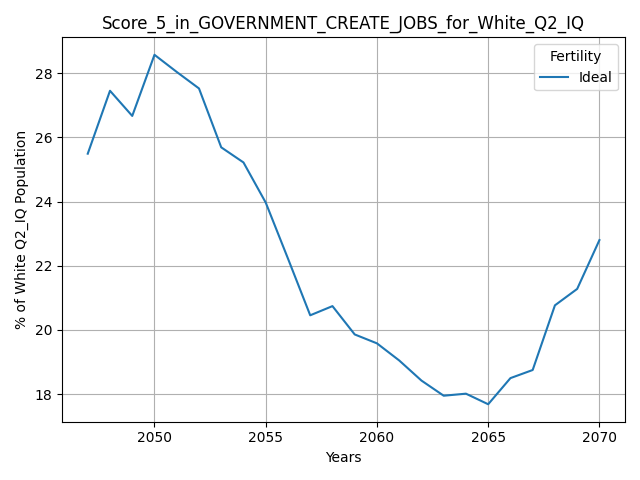 Score_5_in_GOVERNMENT_CREATE_JOBS_for_White_Q2_IQ
Fertility
Ideal
% of White Q2_IQ Population
28
26
24
22
20
18
2050 2055 2060 2065 2070
Years